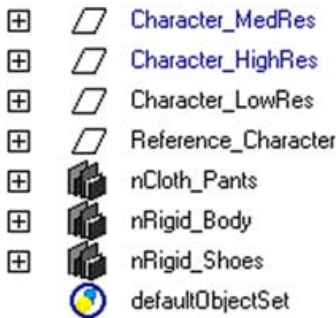 Character_MedRes
Character_HighRes
Character_LowRes
Reference_Character
nCloth_Pants
nRigid_Body
nRigid_Shoes
defaultObjectSet